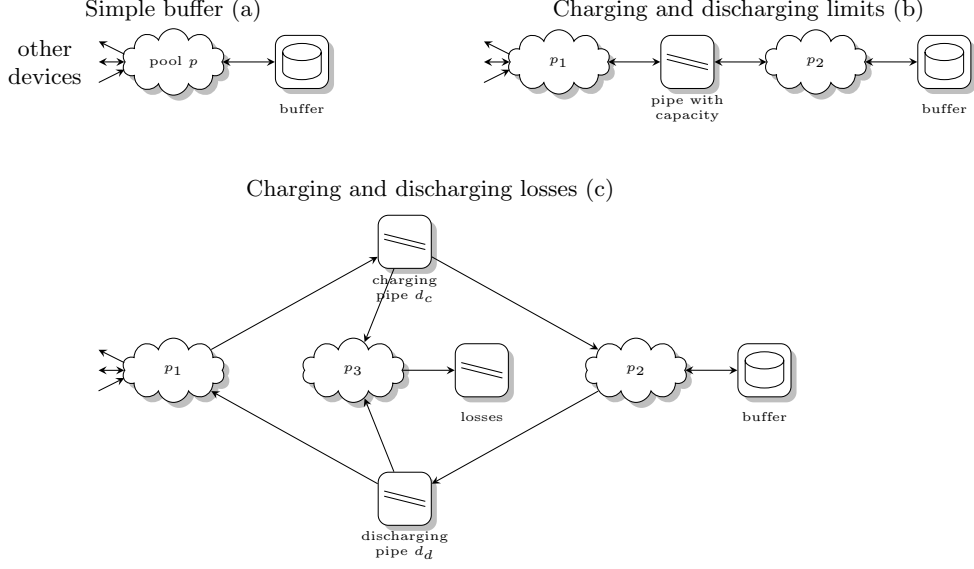 Simple buffer (a)
Charging and discharging limits (b)
other
devices
pool p
buffer
p1
pipe with
capacity
p2
buffer
Charging and discharging losses (c)
charging
pipe dc
p1
p3
losses
p2
buffer
discharging
pipe dd